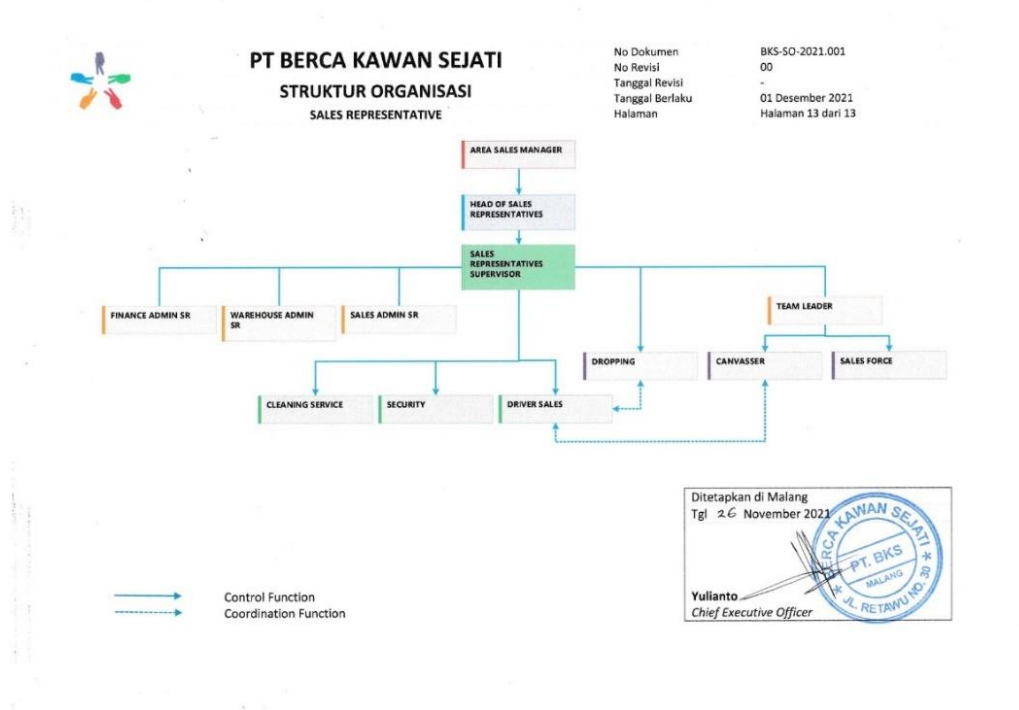 PT BERCA KAWAN SEJATI
STRUKTUR ORGANISASI
SALES REPRESENTATIVE
No Dokumen BKS-SO-2021.001
No Revisi 00
Tanggal Revisi -
Tanggal Berlaku 01 Desember 2021
Halaman Halaman 13 dari 13
AREA SALES MANAGER
HEAD OF SALES
REPRESENTATIVES
SALES
REPRESENTATIVES
SUPERVISOR
FINANCE ADMIN SR
WAREHOUSE ADMIN
SR
SALES ADMIN SR
TEAM LEADER
DROPPING
CANVASSER
SALES FORCE
CLEANING SERVICE
SECURITY
DRIVER SALES
Control Function
Coordination Function
Ditetapkan di Malang
Tgl 26 November 2021
Yulianto
Chief Executive Officer
BERCA KAWAN SEJATI
PT. BKS
MALANG
* JL. RETAWU NO. 30 *